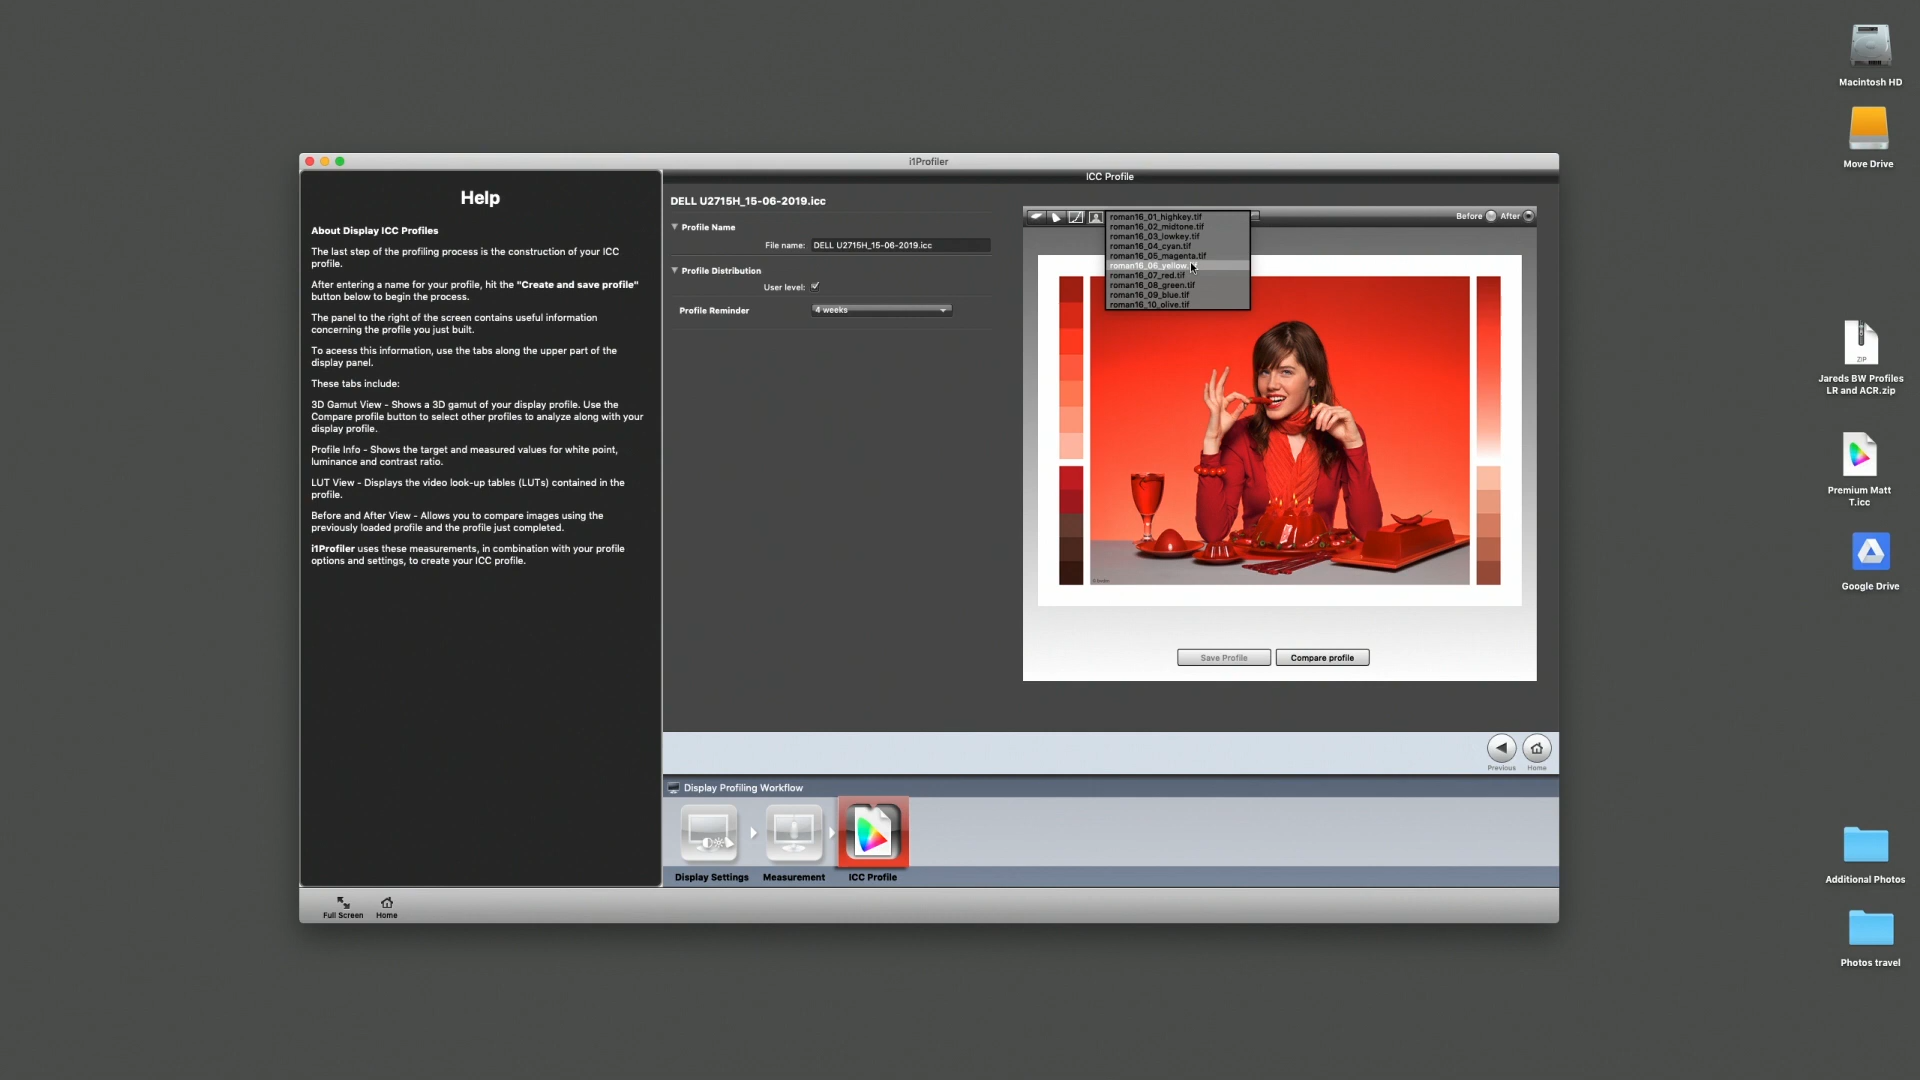 i1Profiler
Help
About Display ICC Profiles
The last step of the profiling process is the construction of your ICC
profile.
After entering a name for your profile, hit the "Create and save profile"
button below to begin the process.
The panel to the right of the screen contains useful information
concerning the profile you just built.
To aceess this information, use the tabs along the upper part of the
display panel.
These tabs include:
3D Gamut View - Shows a 3D gamut of your display profile. Use the
Compare profile button to select other profiles to analyze along with your
display profile.
Profile Info - Shows the target and measured values for white point,
luminance and contrast ratio.
LUT View - Displays the video look-up tables (LUTs) contained in the
profile.
Before and After View - Allows you to compare images using the
previously loaded profile and the profile just completed.
i1Profiler uses these measurements, in combination with your profile
options and settings, to create your ICC profile.
Full Screen
Home
ICC Profile
DELL U2715H_15-06-2019.icc
Profile Name
File name: DELL U2715H_15-06-2019.icc
Profile Distribution
User level:
Profile Reminder
4 weeks
roman16_01_highkey.tif
roman16_02_midtone.tif
roman16_03_lowkey.tif
roman16_04_cyan.tif
roman16_05_magenta.tif
roman16_06_yellow.
roman16_07_red.tif
roman16_08_green.tif
roman16_09_blue.tif
roman16_10_olive.tif
Before After
Save Profile
Compare profile
Previous
Home
Display Profiling Workflow
Display Settings
Measurement
ICC Profile
Macintosh HD
Move Drive
ZIP
Jareds BW Profiles
LR and ACR.zip
Premium Matt
T.icc
Google Drive
Additional Photos
Photos travel